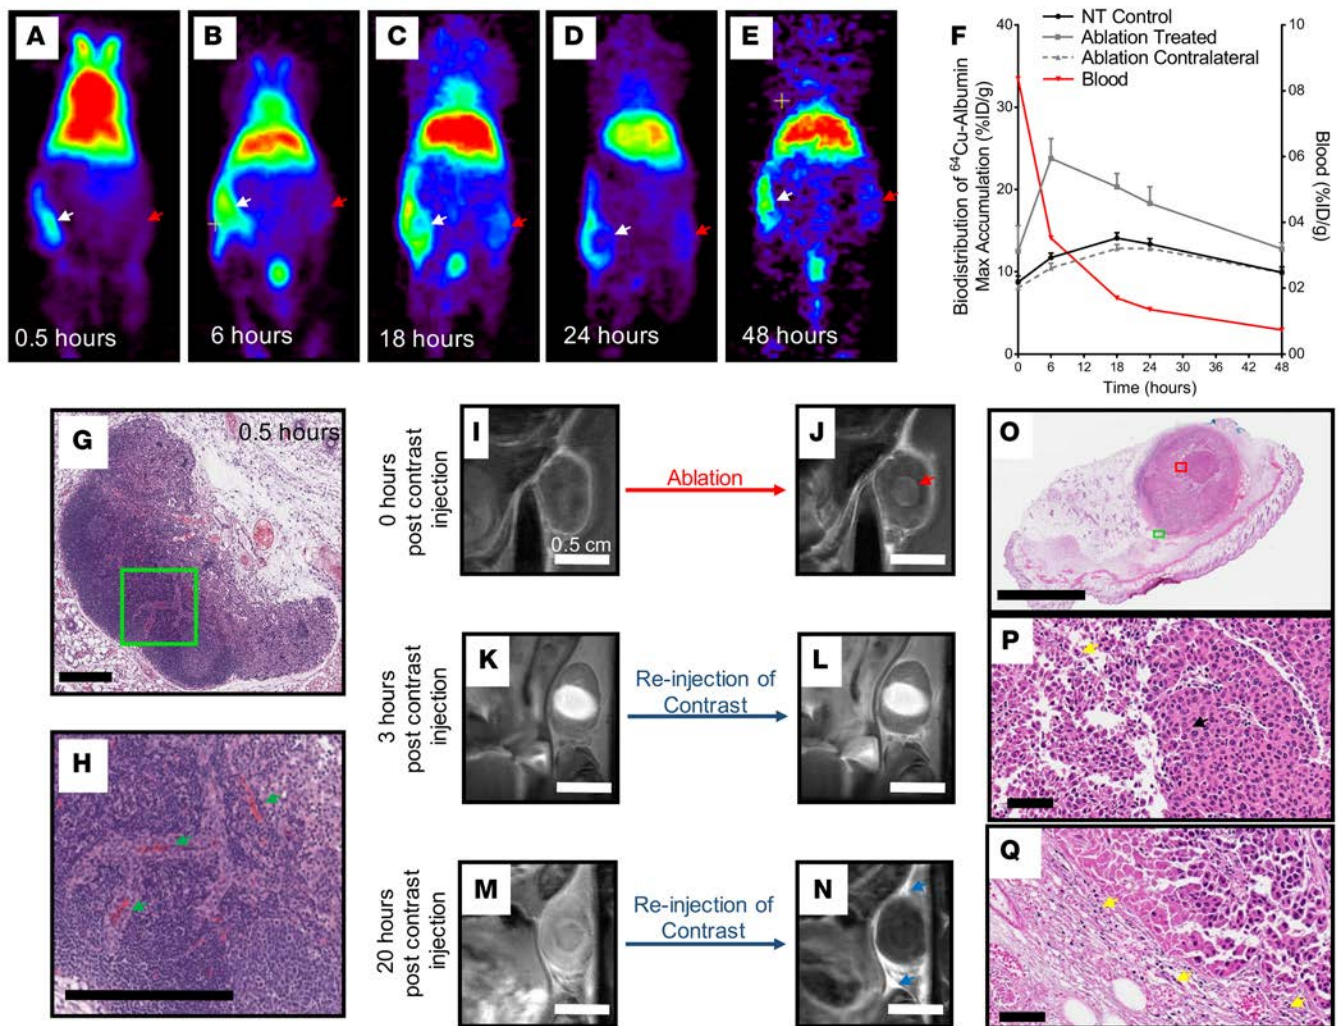 A
B
C
D
E
0.5 hours
6 hours
18 hours
24 hours
48 hours
F
NT Control
Ablation Treated
Ablation Contralateral
Blood
Biodistribution of ⁶⁴Cu-Albumin
Max Accumulation (%ID/g)
40
30
20
10
0
10
08
06
04
02
00
Blood (%ID/g)
0 6 12 18 24 30 36 42 48
Time (hours)
G
0.5 hours
H
0 hours
post contrast
injection
I
0.5 cm
Ablation
J
3 hours
post contrast
injection
K
Re-injection of
Contrast
L
20 hours
post contrast
injection
M
Re-injection of
Contrast
N
O
P
Q